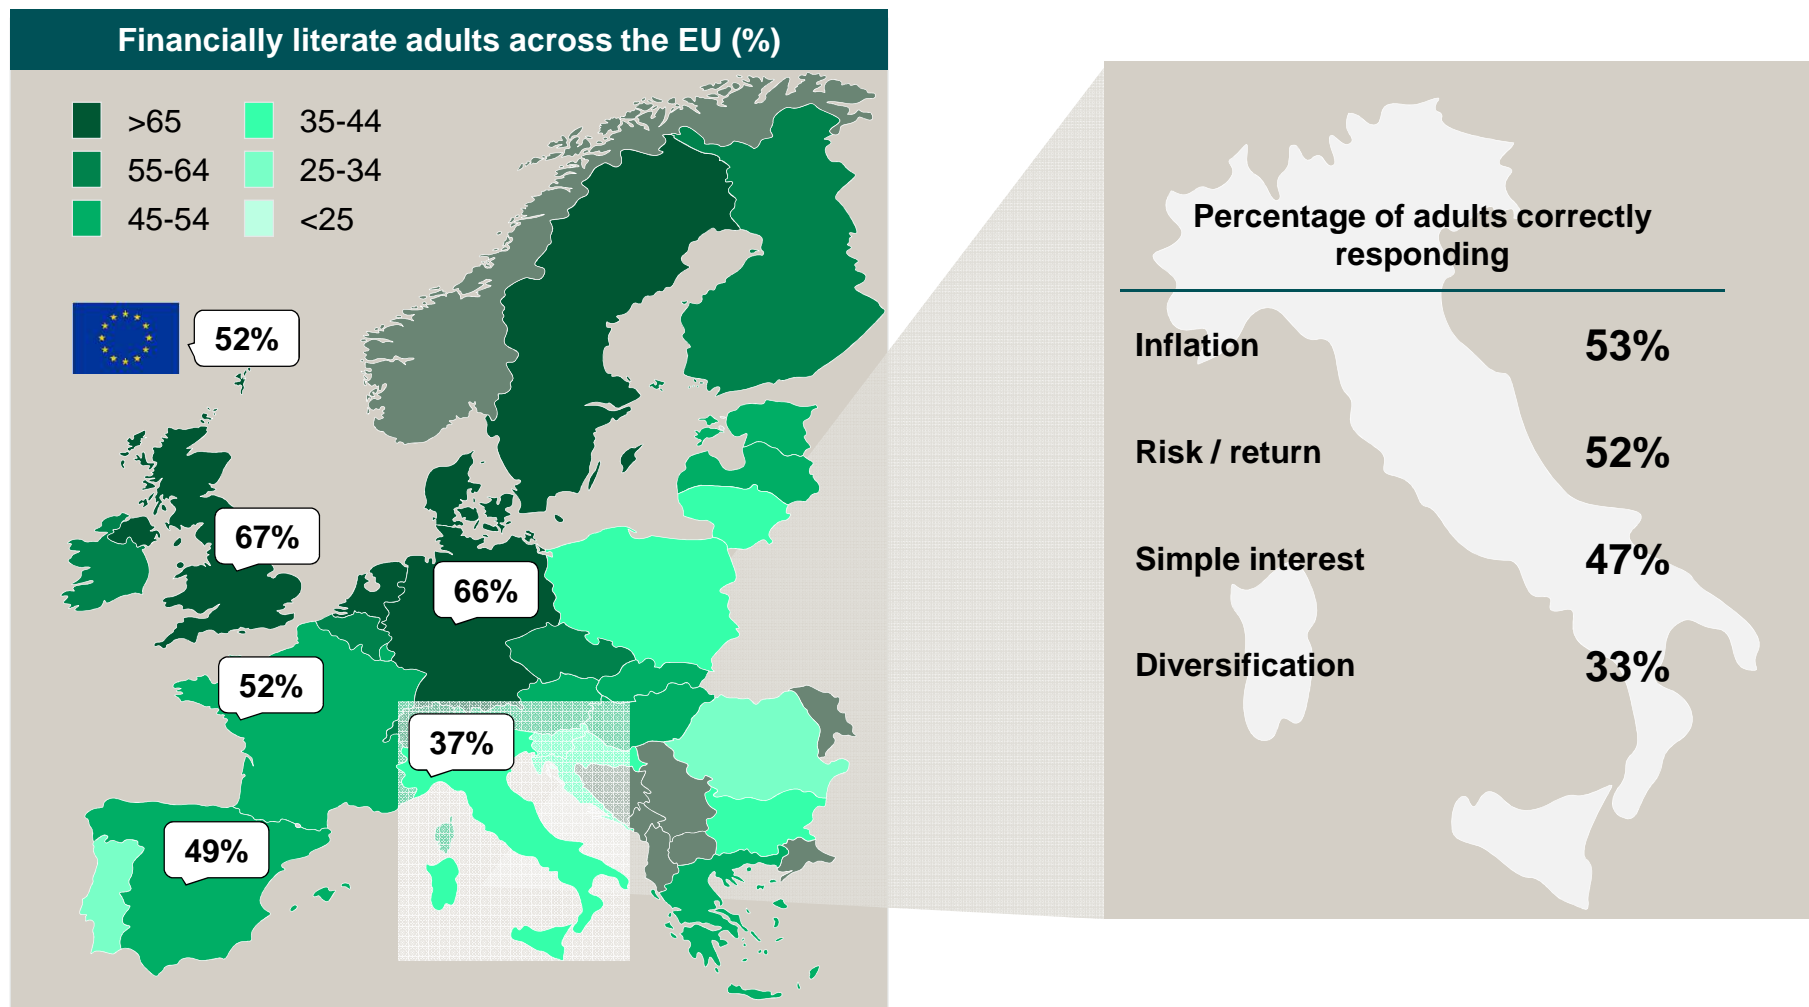 Financially literate adults across the EU (%)
>65
35-44
55-64
25-34
45-54
<25
52%
67%
66%
52%
37%
49%
Percentage of adults correctly
responding
Inflation 53%
Risk / return 52%
Simple interest 47%
Diversification 33%